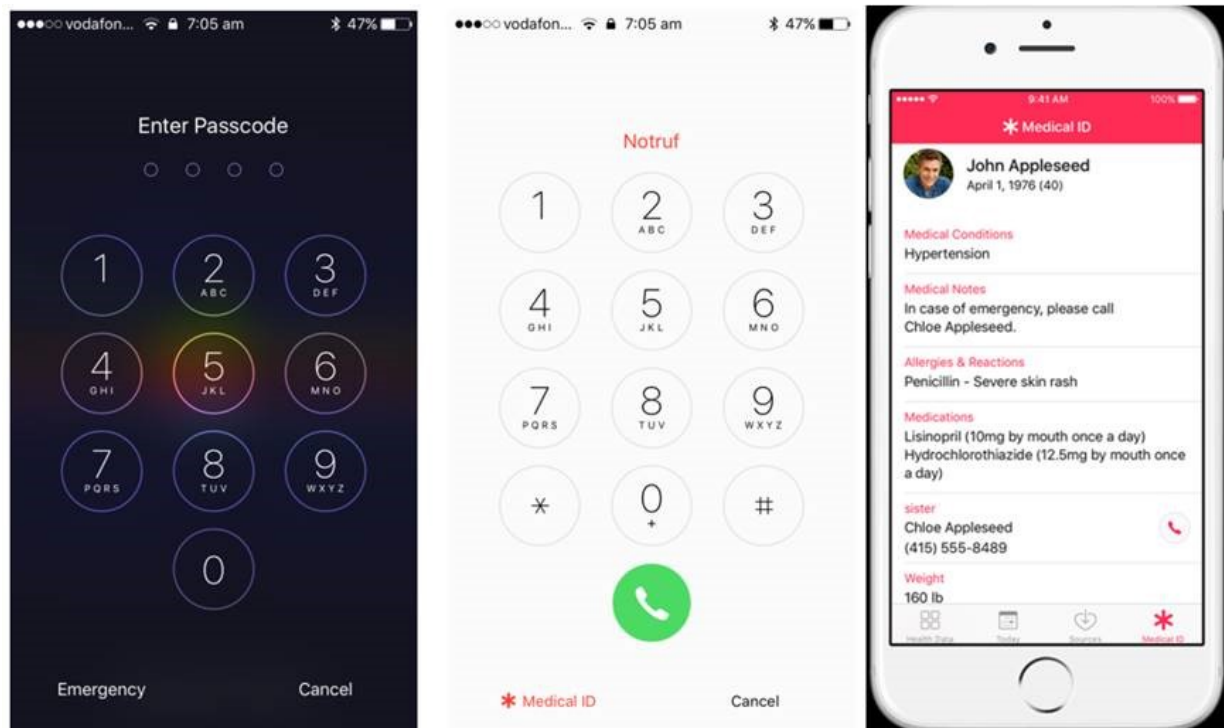 vodafon... 7:05 am 47%
Enter Passcode
1
2
ABC
3
DEF
4
GHI
5
JKL
6
MNO
7
PQRS
8
TUV
9
WXYZ
0
Emergency Cancel
vodafon... 7:05 am 47%
Notruf
1
2
ABC
3
DEF
4
GHI
5
JKL
6
MNO
7
PQRS
8
TUV
9
WXYZ
*
0
+
#
Medical ID Cancel
9:41 AM 100%
Medical ID
John Appleseed
April 1, 1976 (40)
Medical Conditions
Hypertension
Medical Notes
In case of emergency, please call
Chloe Appleseed.
Allergies & Reactions
Penicillin - Severe skin rash
Medications
Lisinopril (10mg by mouth once a day)
Hydrochlorothiazide (12.5mg by mouth once
a day)
sister
Chloe Appleseed
(415) 555-8489
Weight
160 lb
Health Data Today Sources Medical ID